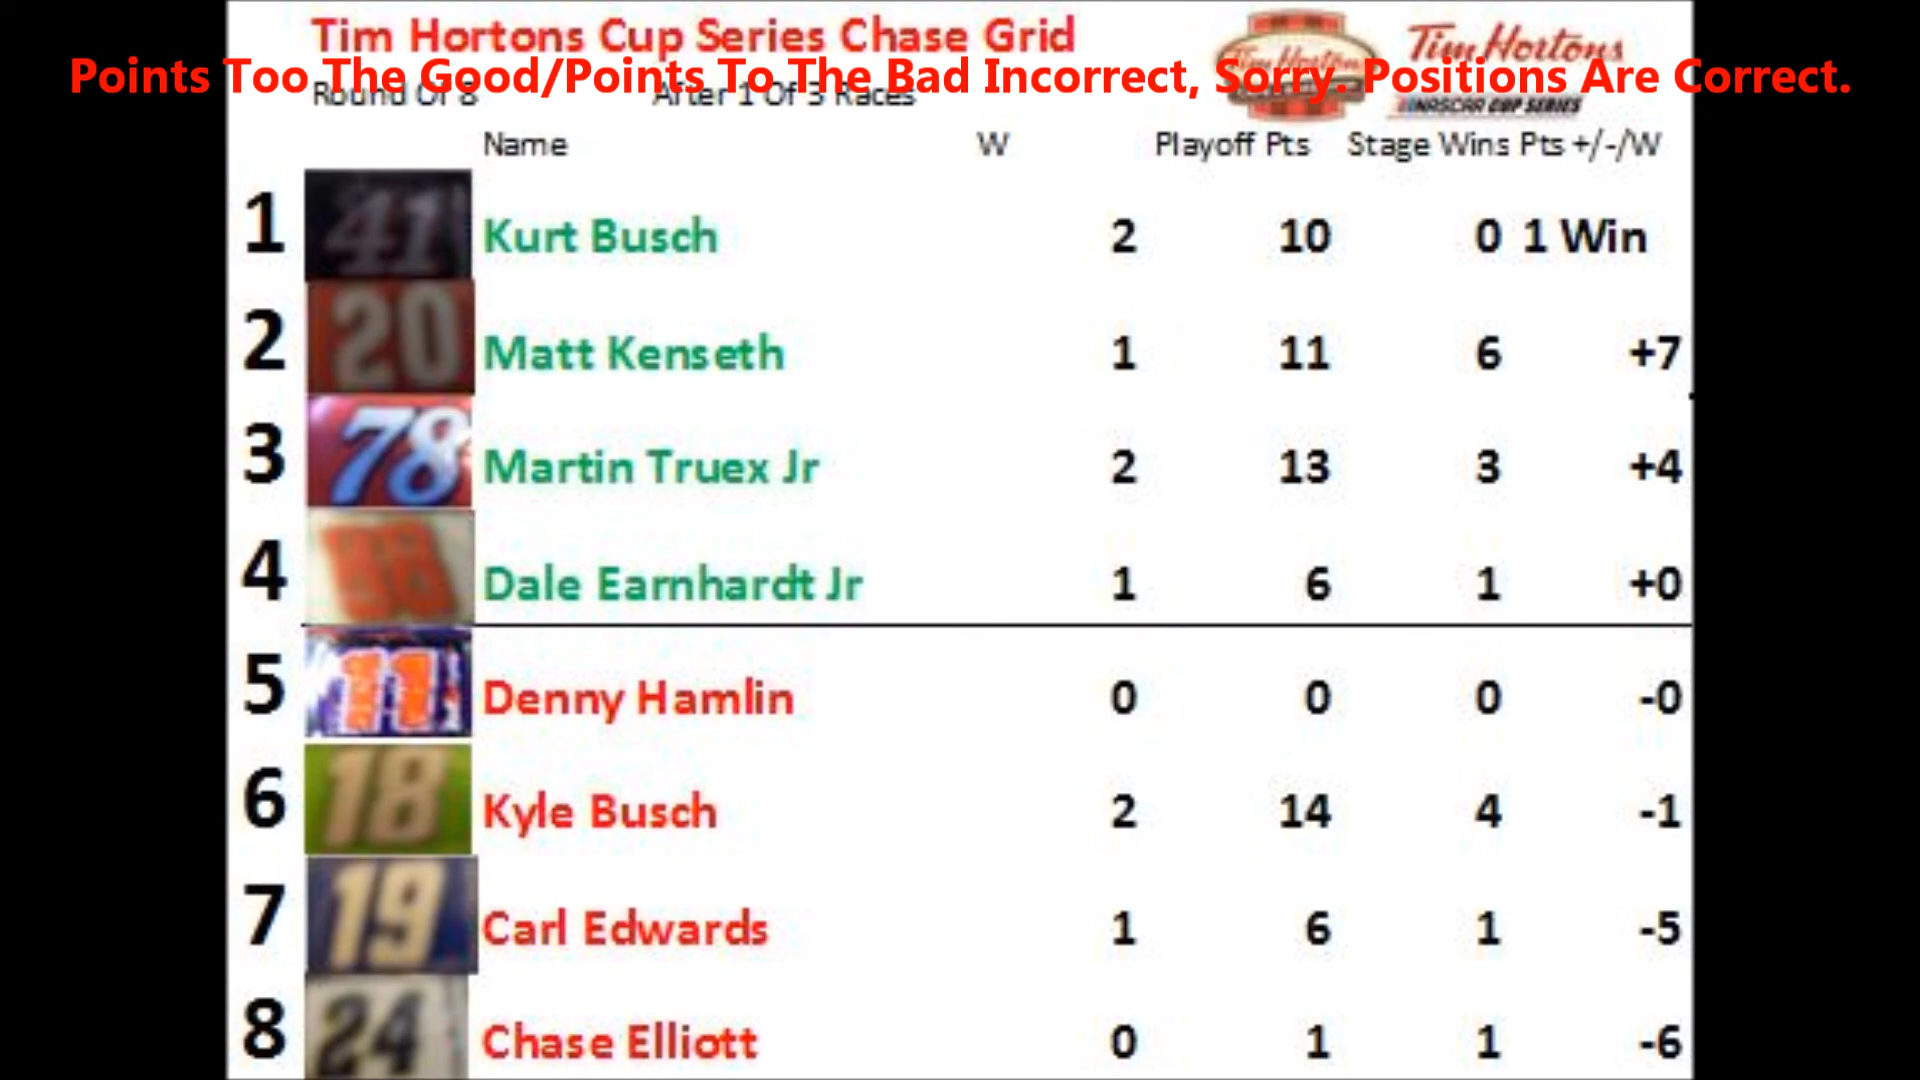 Tim Hortons Cup Series Chase Grid
Tim Hortons
Tim Hortons
Points Too The Good/Points To The Bad Incorrect, Sorry. Positions Are Correct.
Round Of 8 After 1 Of 3 Races
NASCAR CUP SERIES
Name W Playoff Pts Stage Wins Pts +/-/W
1 41 Kurt Busch 2 10 0 1 Win
2 20 Matt Kenseth 1 11 6 +7
3 78 Martin Truex Jr 2 13 3 +4
4 88 Dale Earnhardt Jr 1 6 1 +0
5 11 Denny Hamlin 0 0 0 -0
6 18 Kyle Busch 2 14 4 -1
7 19 Carl Edwards 1 6 1 -5
8 24 Chase Elliott 0 1 1 -6